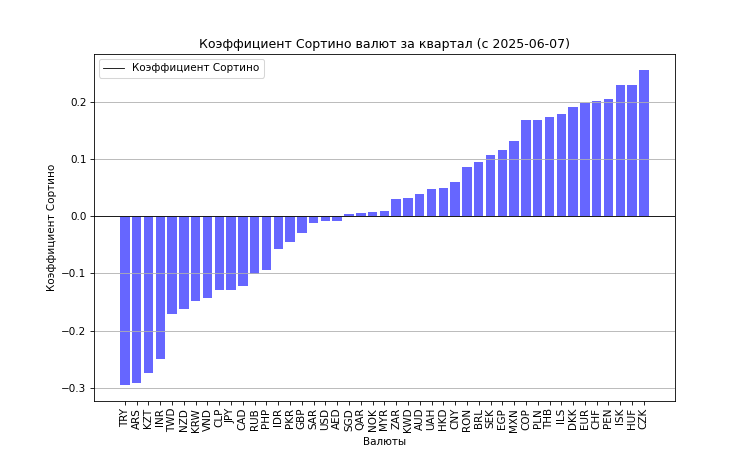 Коэффициент Сортино валют за квартал (с 2025-06-07)
Коэффициент Сортино
0.2
0.1
0.0
−0.1
−0.2
−0.3
Коэффициент Сортино
TRY ARS KZT INR TWD NZD KRW VND CLP JPY CAD RUB PHP IDR PKR GBP SAR USD AED SGD QAR NOK MYR ZAR KWD AUD UAH HKD CNY RON BRL SEK EGP MXN COP PLN THB ILS DKK EUR CHF PEN ISK HUF CZK
Валюты